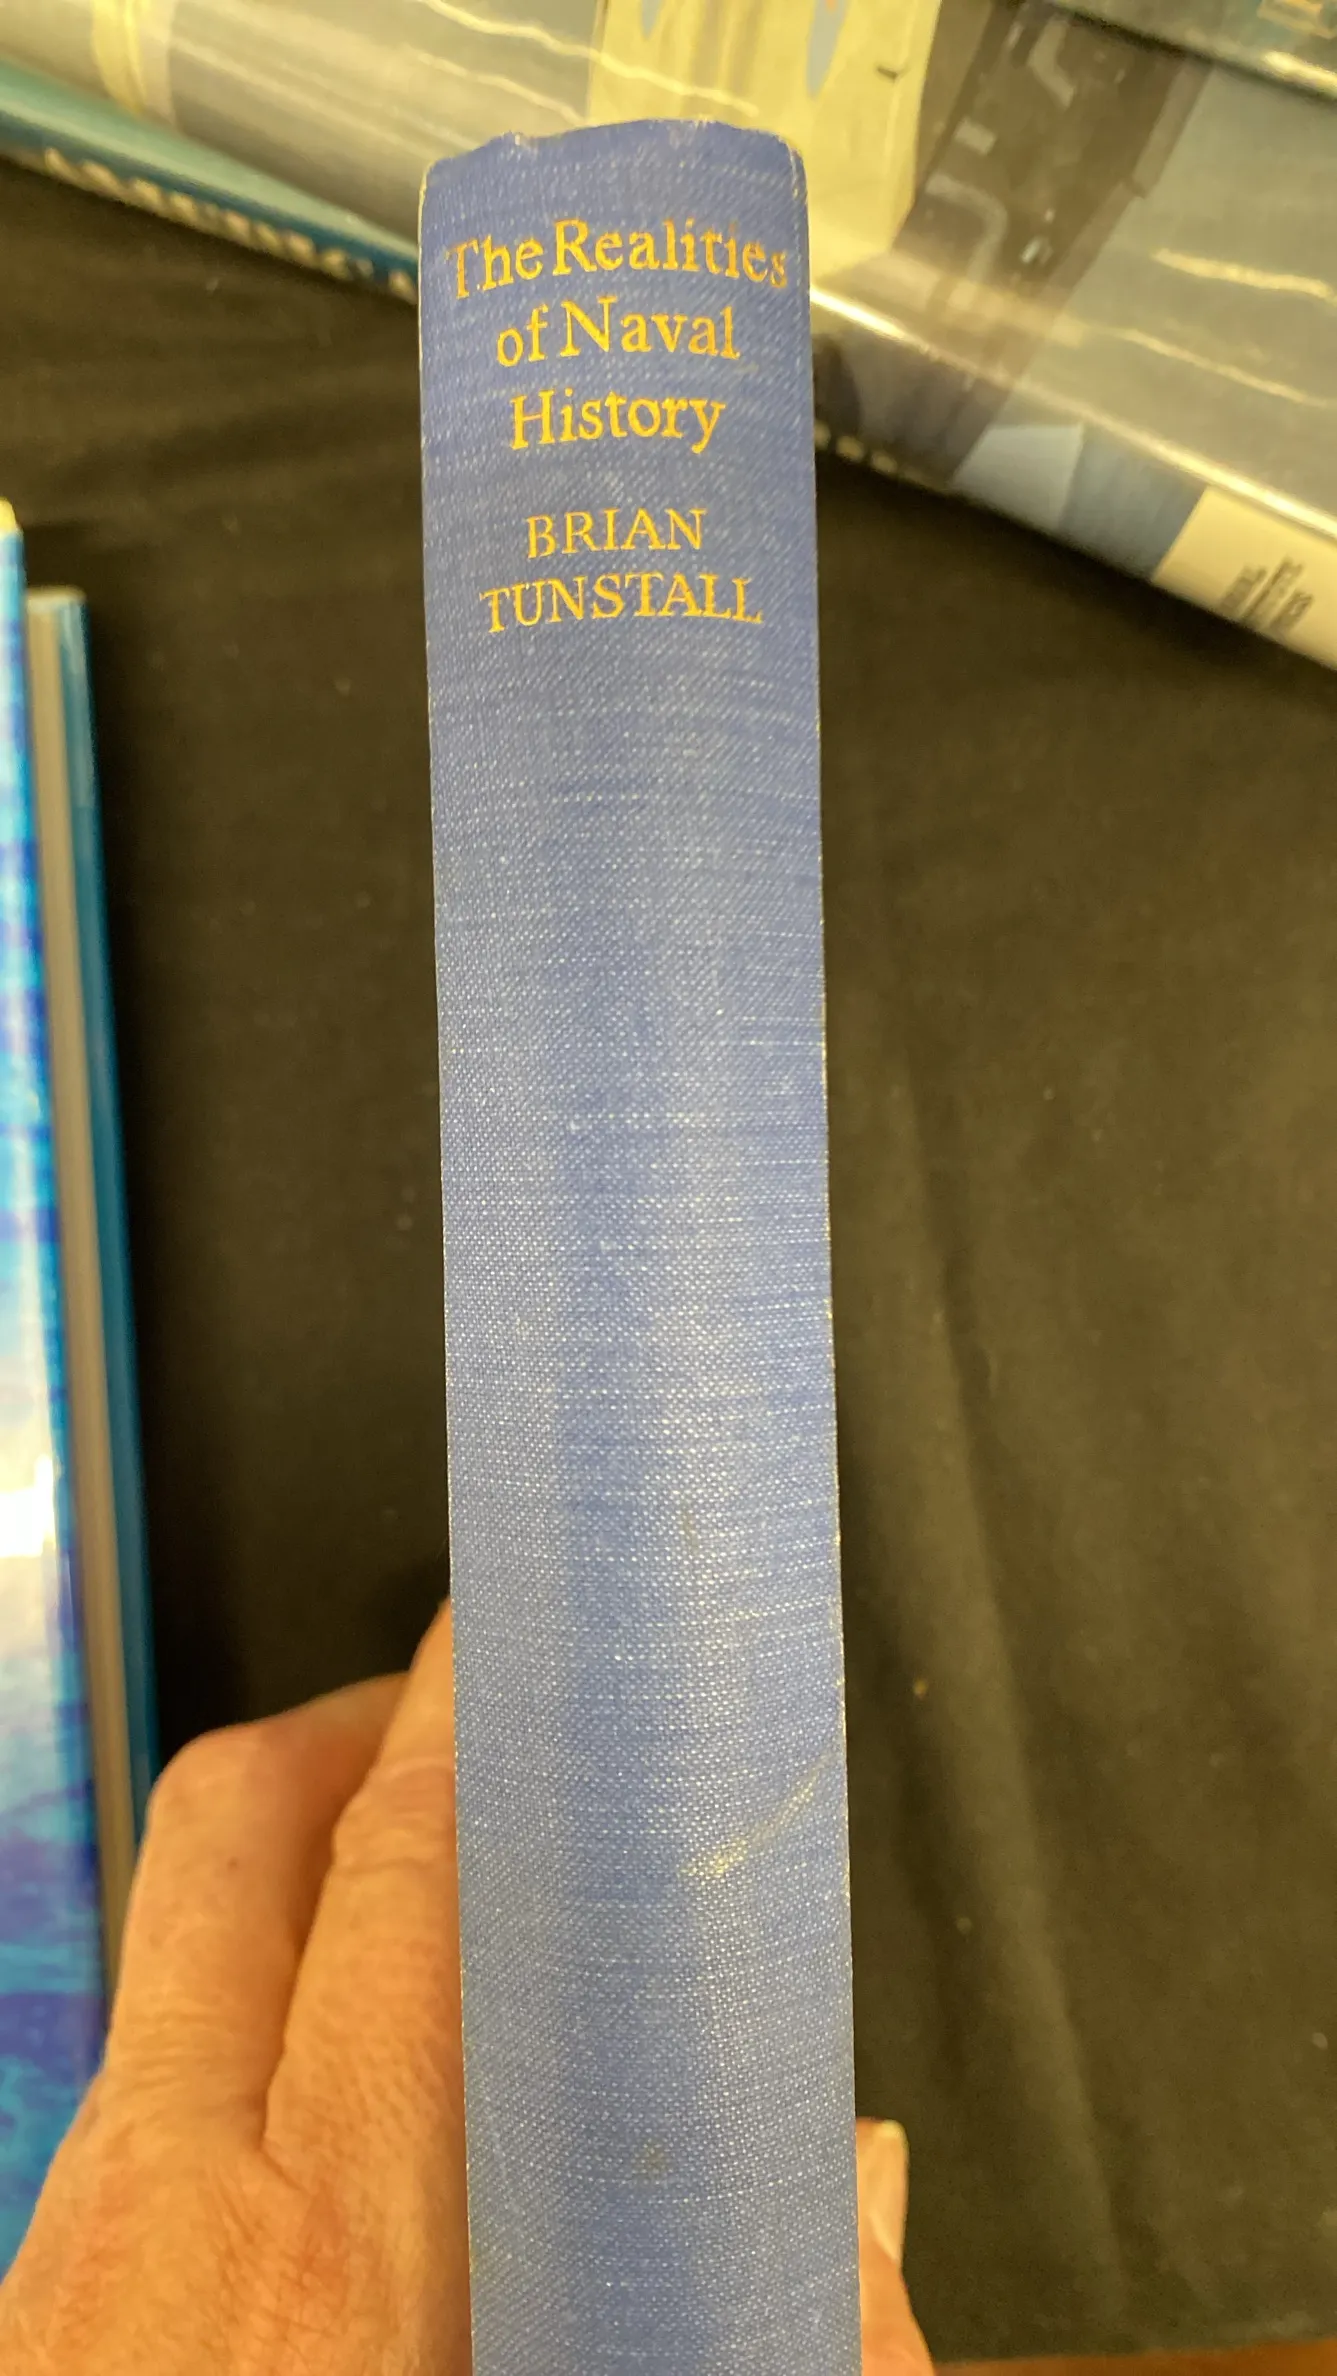 The Realities
of Naval
History
BRIAN
TUNSTALL